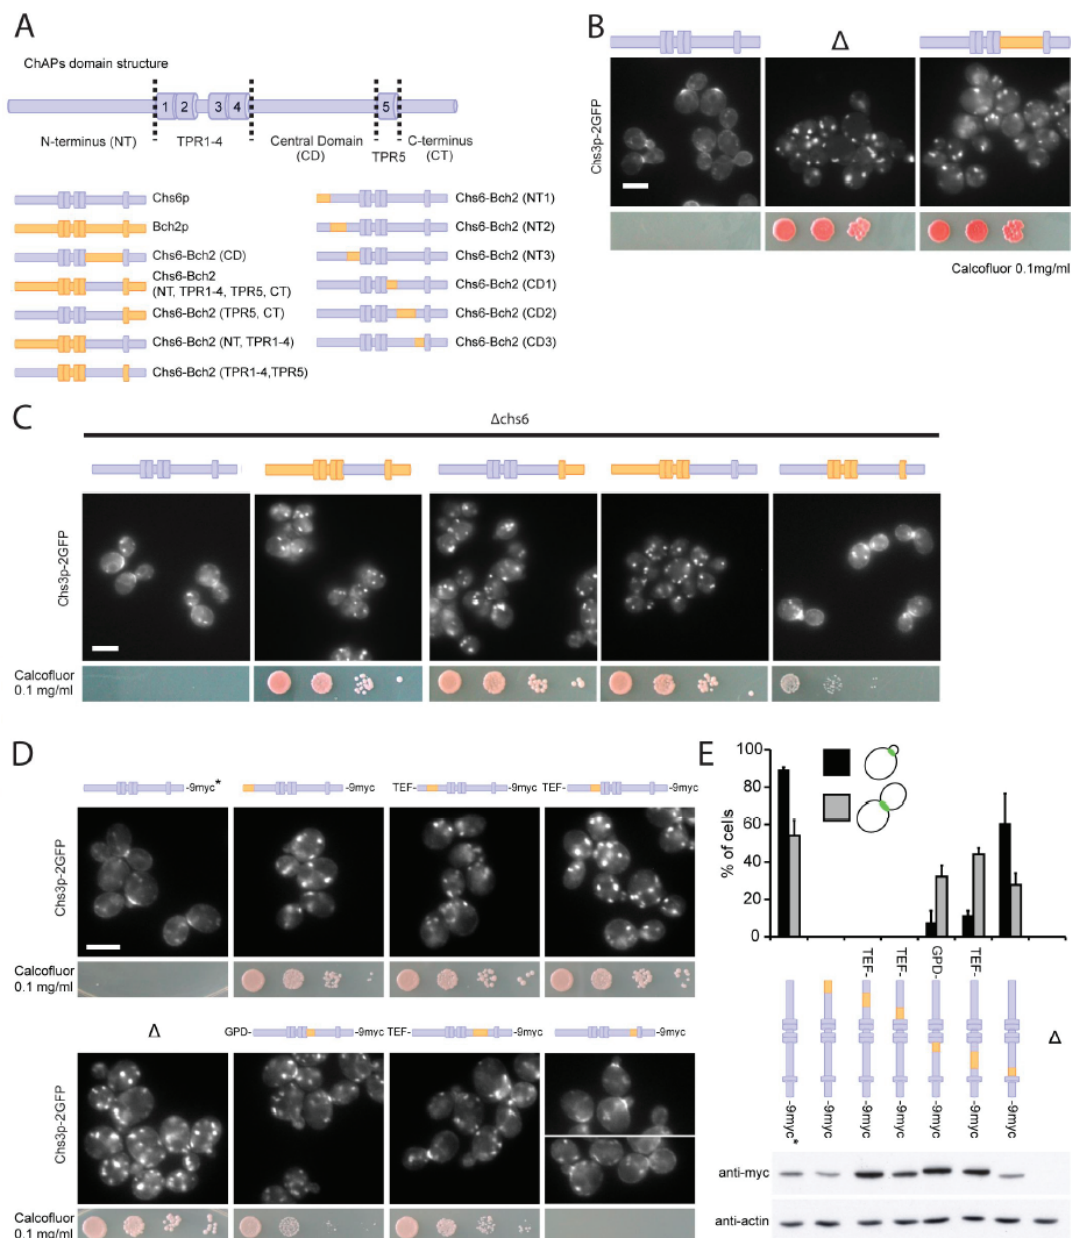 A
ChAPs domain structure
1 2 3 4 5
N-terminus (NT)
TPR1-4
Central Domain
(CD)
TPR5
C-terminus
(CT)
Chs6p
Bch2p
Chs6-Bch2 (CD)
Chs6-Bch2
(NT, TPR1-4, TPR5, CT)
Chs6-Bch2 (TPR5, CT)
Chs6-Bch2 (NT, TPR1-4)
Chs6-Bch2 (TPR1-4,TPR5)
Chs6-Bch2 (NT1)
Chs6-Bch2 (NT2)
Chs6-Bch2 (NT3)
Chs6-Bch2 (CD1)
Chs6-Bch2 (CD2)
Chs6-Bch2 (CD3)
B
Δ
Chs3p-2GFP
Calcofluor 0.1mg/ml
C
Δchs6
Chs3p-2GFP
Calcofluor
0.1 mg/ml
D
-9myc*
-9myc
TEF- -9myc
TEF- -9myc
Chs3p-2GFP
Calcofluor
0.1 mg/ml
Δ
GPD- -9myc
TEF- -9myc
-9myc
Chs3p-2GFP
Calcofluor
0.1 mg/ml
E
% of cells
100
80
60
40
20
0
TEF-
TEF-
GPD-
TEF-
Δ
-9myc*
-9myc
-9myc
-9myc
-9myc
-9myc
-9myc
anti-myc
anti-actin